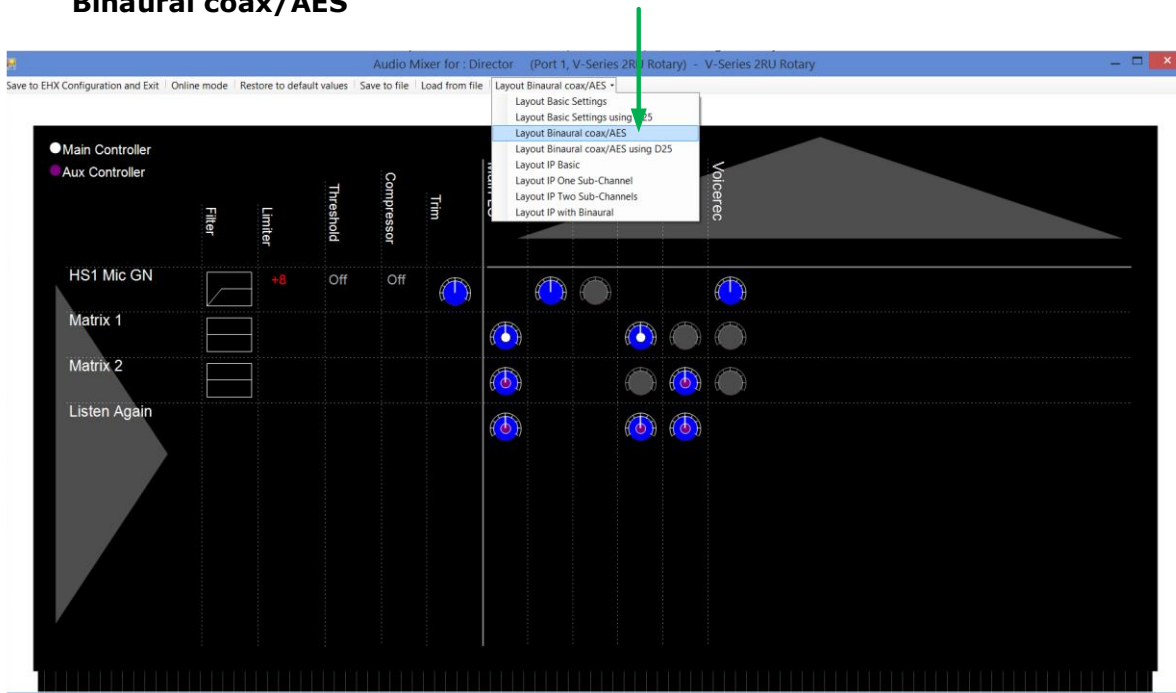 Binaural coax/AES
Audio Mixer for : Director (Port 1, V-Series 2RU Rotary) - V-Series 2RU Rotary
Save to EHX Configuration and Exit Online mode Restore to default values Save to file Load from file Layout Binaural coax/AES
Layout Basic Settings
Layout Basic Settings using
Layout Binaural coax/AES
Layout Binaural coax/AES using D25
Layout IP Basic
Layout IP One Sub-Channel
Layout IP Two Sub-Channels
Layout IP with Binaural
Main Controller
Aux Controller
Filter
Limiter
Threshold
Compressor
Trim
Voicerec
HS1 Mic GN +8 Off Off
Matrix 1
Matrix 2
Listen Again